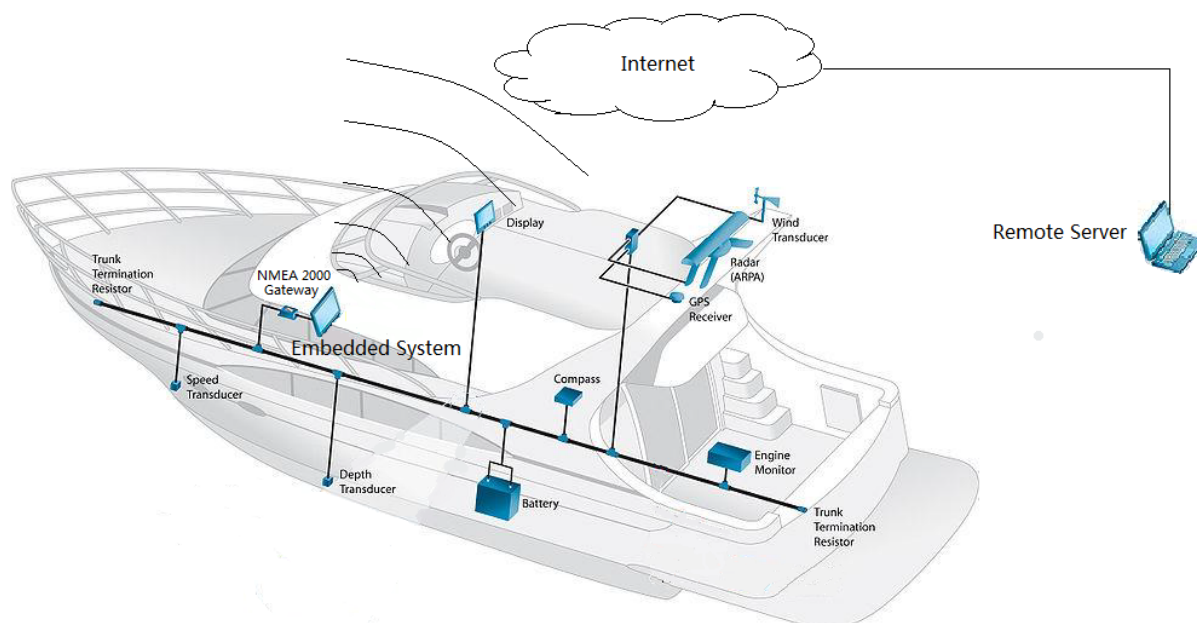 Internet
Display
Wind
Transducer
Remote Server
Radar
(ARPA)
Trunk
Termination
Resistor
NMEA 2000
Gateway
GPS
Receiver
Embedded System
Speed
Transducer
Compass
Engine
Monitor
Depth
Transducer
Battery
Trunk
Termination
Resistor